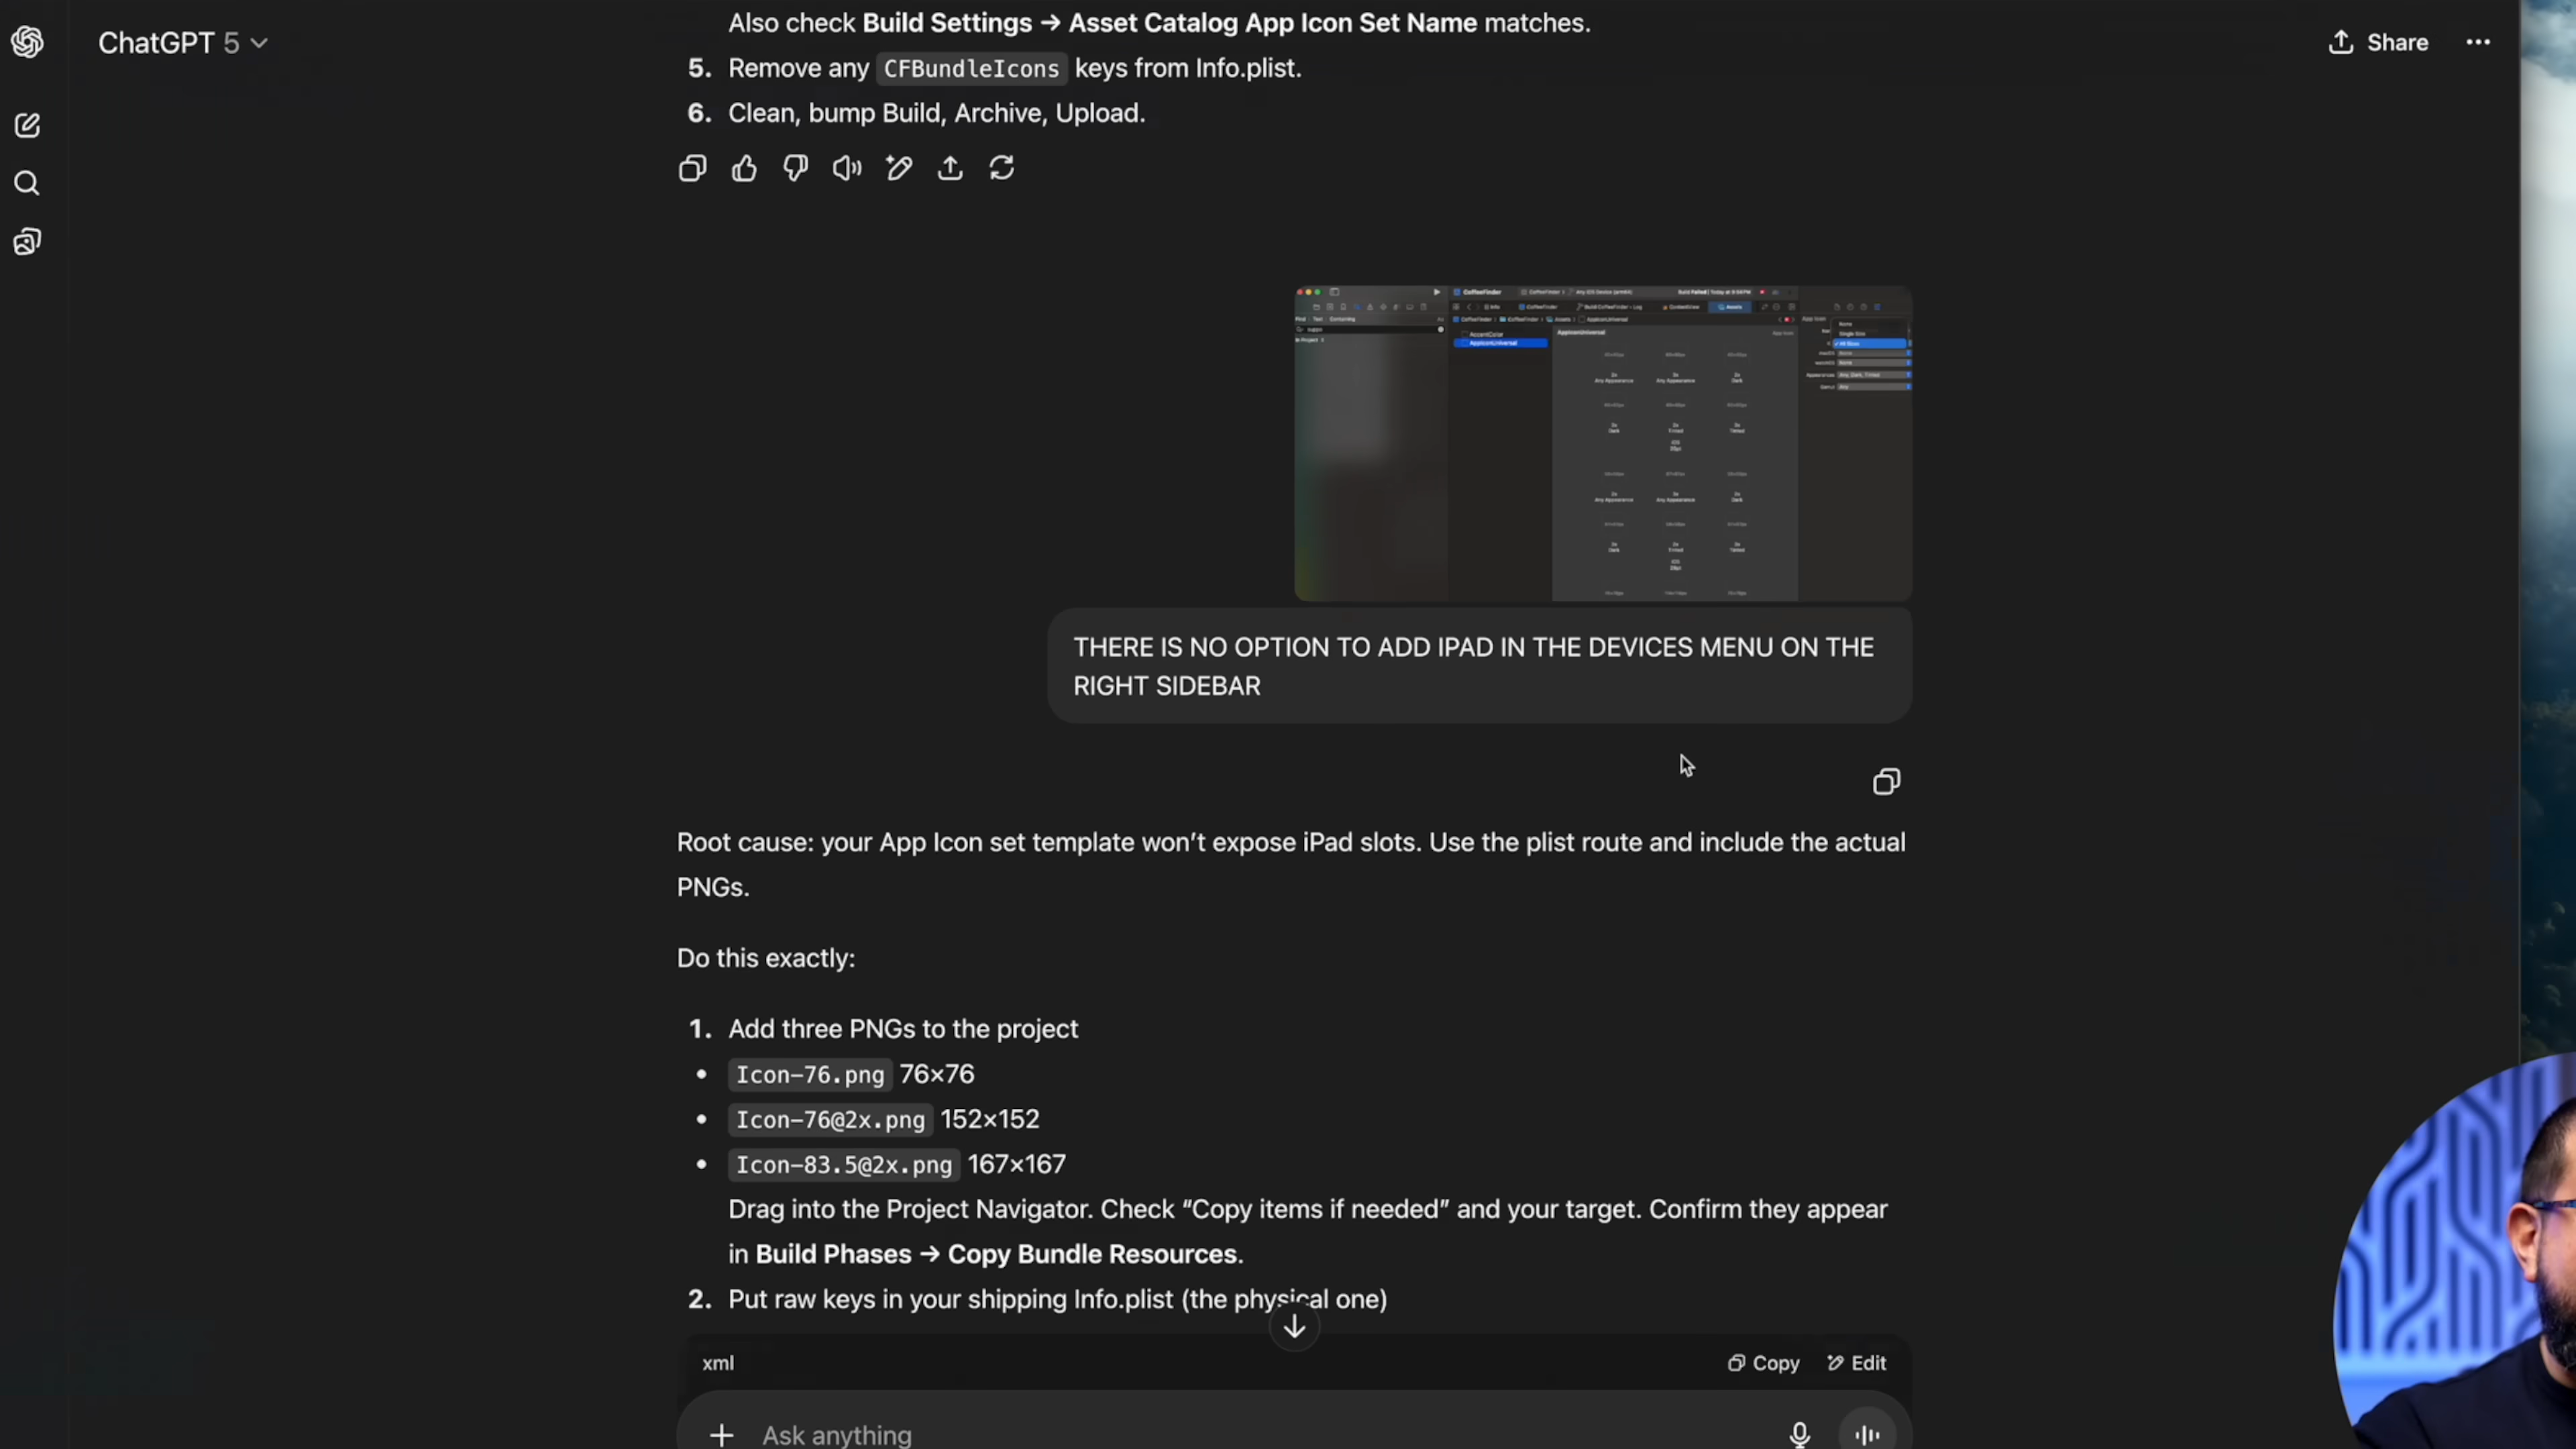 Also check Build Settings → Asset Catalog App Icon Set Name matches.
ChatGPT 5
Share
5. Remove any CFBundleIcons keys from Info.plist.
6. Clean, bump Build, Archive, Upload.
CoffeeFinder
AccentColor
AppIconUniversal
AppIconUniversal
THERE IS NO OPTION TO ADD IPAD IN THE DEVICES MENU ON THE
RIGHT SIDEBAR
Root cause: your App Icon set template won’t expose iPad slots. Use the plist route and include the actual
PNGs.
Do this exactly:
1. Add three PNGs to the project
• Icon-76.png 76×76
• Icon-76@2x.png 152×152
• Icon-83.5@2x.png 167×167
Drag into the Project Navigator. Check “Copy items if needed” and your target. Confirm they appear
in Build Phases → Copy Bundle Resources.
2. Put raw keys in your shipping Info.plist (the physical one)
xml
Copy
Edit
Ask anything